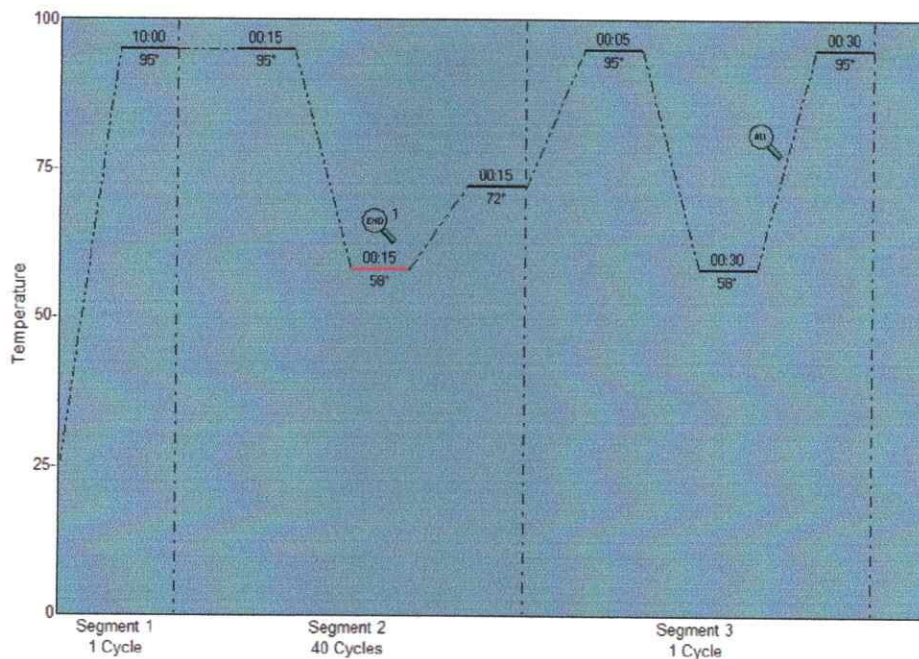 100
10:00
95°
00:15
95°
00:05
95°
00:30
95°
ALL
75
00:15
72°
END 1
00:15
58°
00:30
58°
50
Temperature
25
0
Segment 1
1 Cycle
Segment 2
40 Cycles
Segment 3
1 Cycle